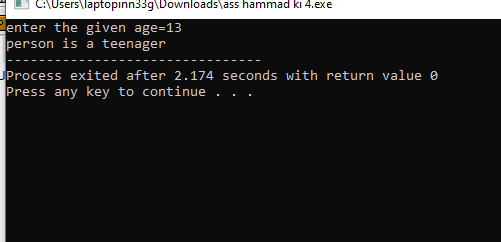 C:\Users\laptopinn33g\Downloads\ass hammad ki 4.exe
enter the given age=13
person is a teenager
--------------------------------
Process exited after 2.174 seconds with return value 0
Press any key to continue . . .